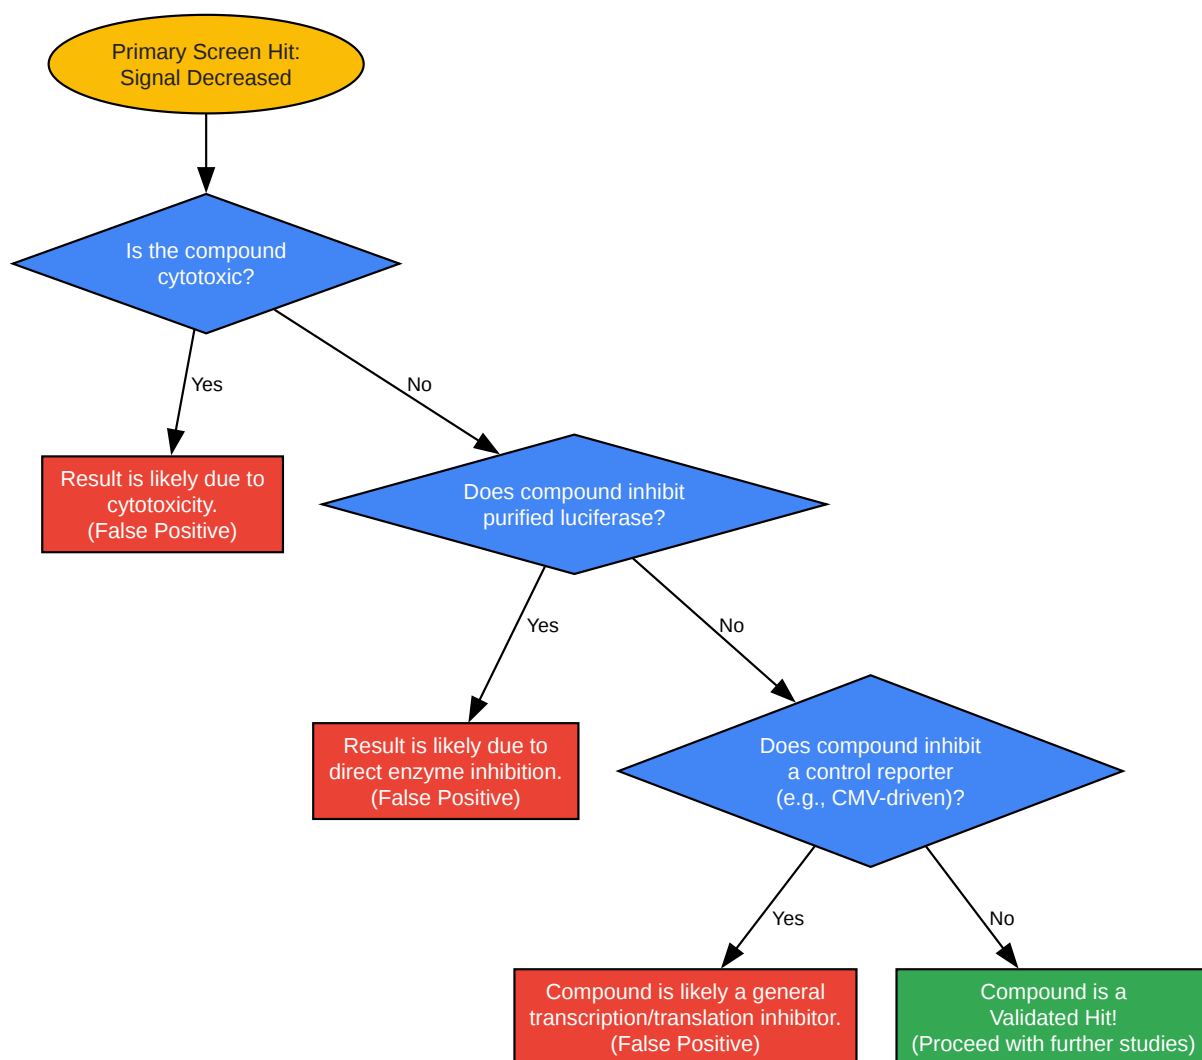 Primary Screen Hit:
Signal Decreased
Is the compound
cytotoxic?
Yes
No
Result is likely due to
cytotoxicity.
(False Positive)
Does compound inhibit
purified luciferase?
Yes
No
Result is likely due to
direct enzyme inhibition.
(False Positive)
Does compound inhibit
a control reporter
(e.g., CMV-driven)?
Yes
No
Compound is likely a general
transcription/translation inhibitor.
(False Positive)
Compound is a
Validated Hit!
(Proceed with further studies)